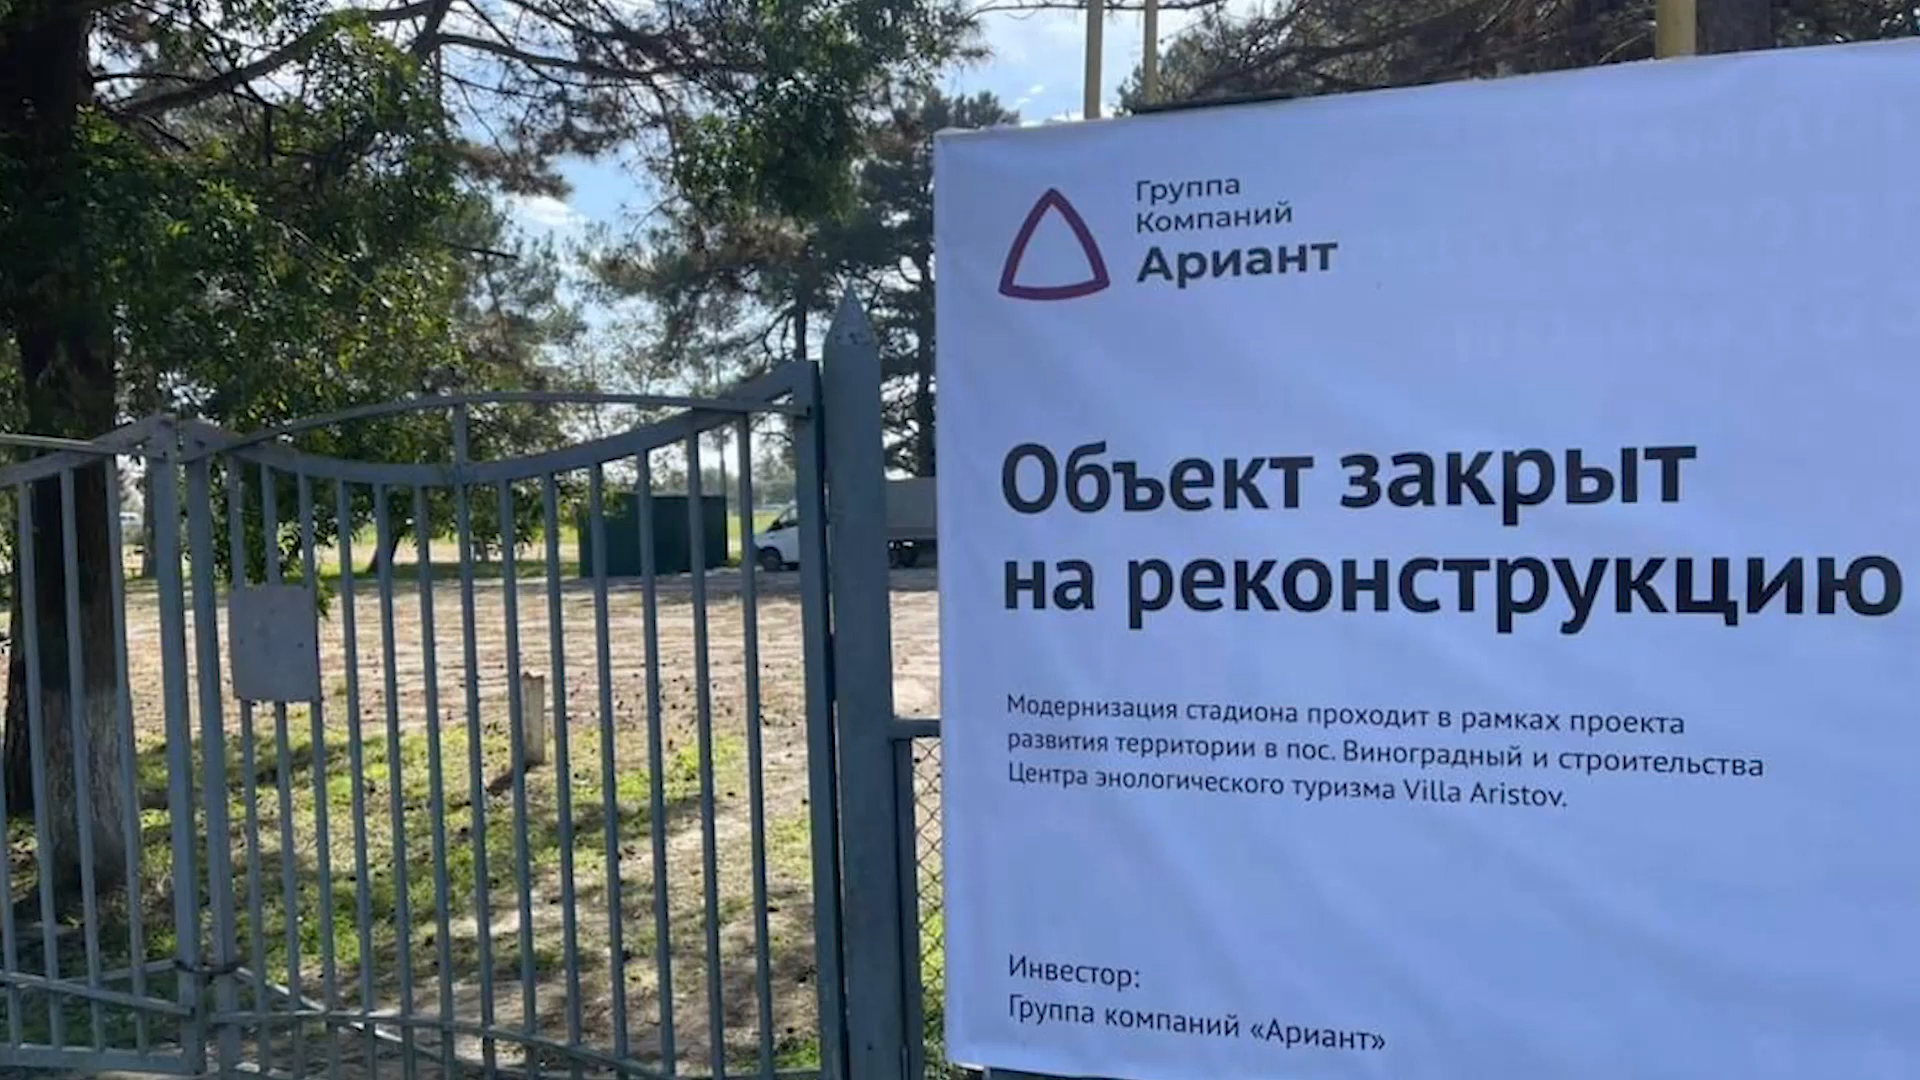 Группа
Компаний
Ариант
Объект закрыт
на реконструкцию
Модернизация стадиона проходит в рамках проекта
развития территории в пос. Виноградный и строительства
Центра энологического туризма Villa Aristov.
Инвестор:
Группа компаний «Ариант»